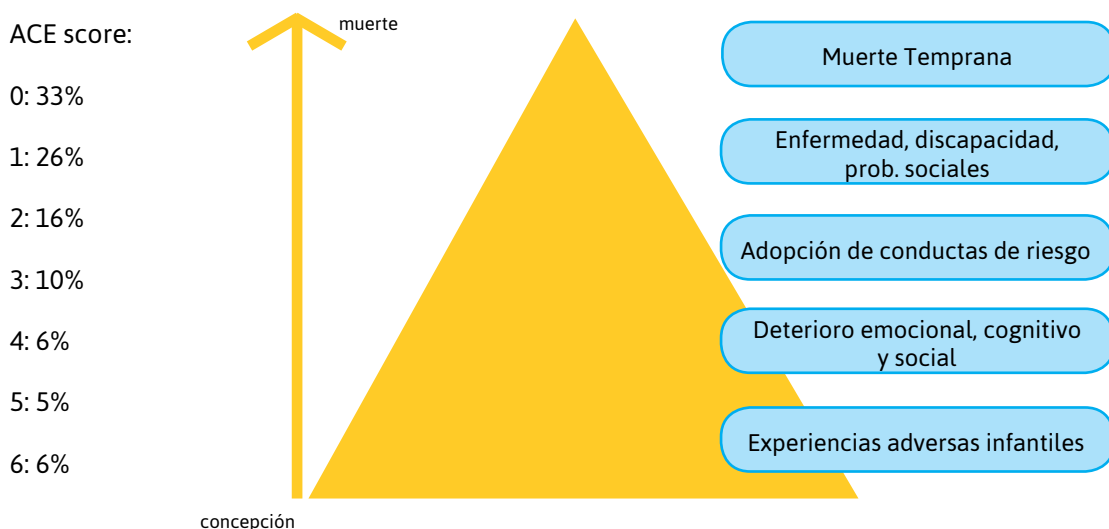 ACE score:
0: 33%
1: 26%
2: 16%
3: 10%
4: 6%
5: 5%
6: 6%
muerte
concepción
Muerte Temprana
Enfermedad, discapacidad,
prob. sociales
Adopción de conductas de riesgo
Deterioro emocional, cognitivo
y social
Experiencias adversas infantiles